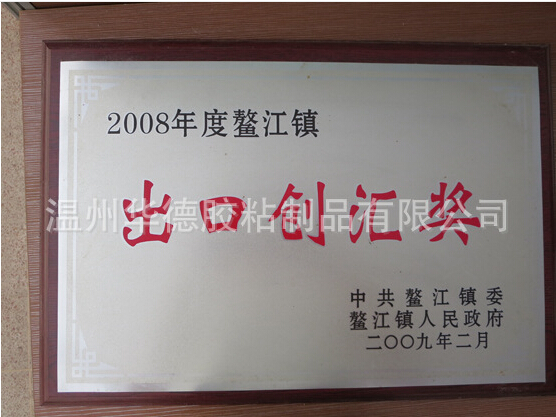 2008年度鳌江镇
出口创汇奖
温州华德胶粘制品有限公司
中共鳌江镇委
鳌江镇人民政府
二〇〇九年二月